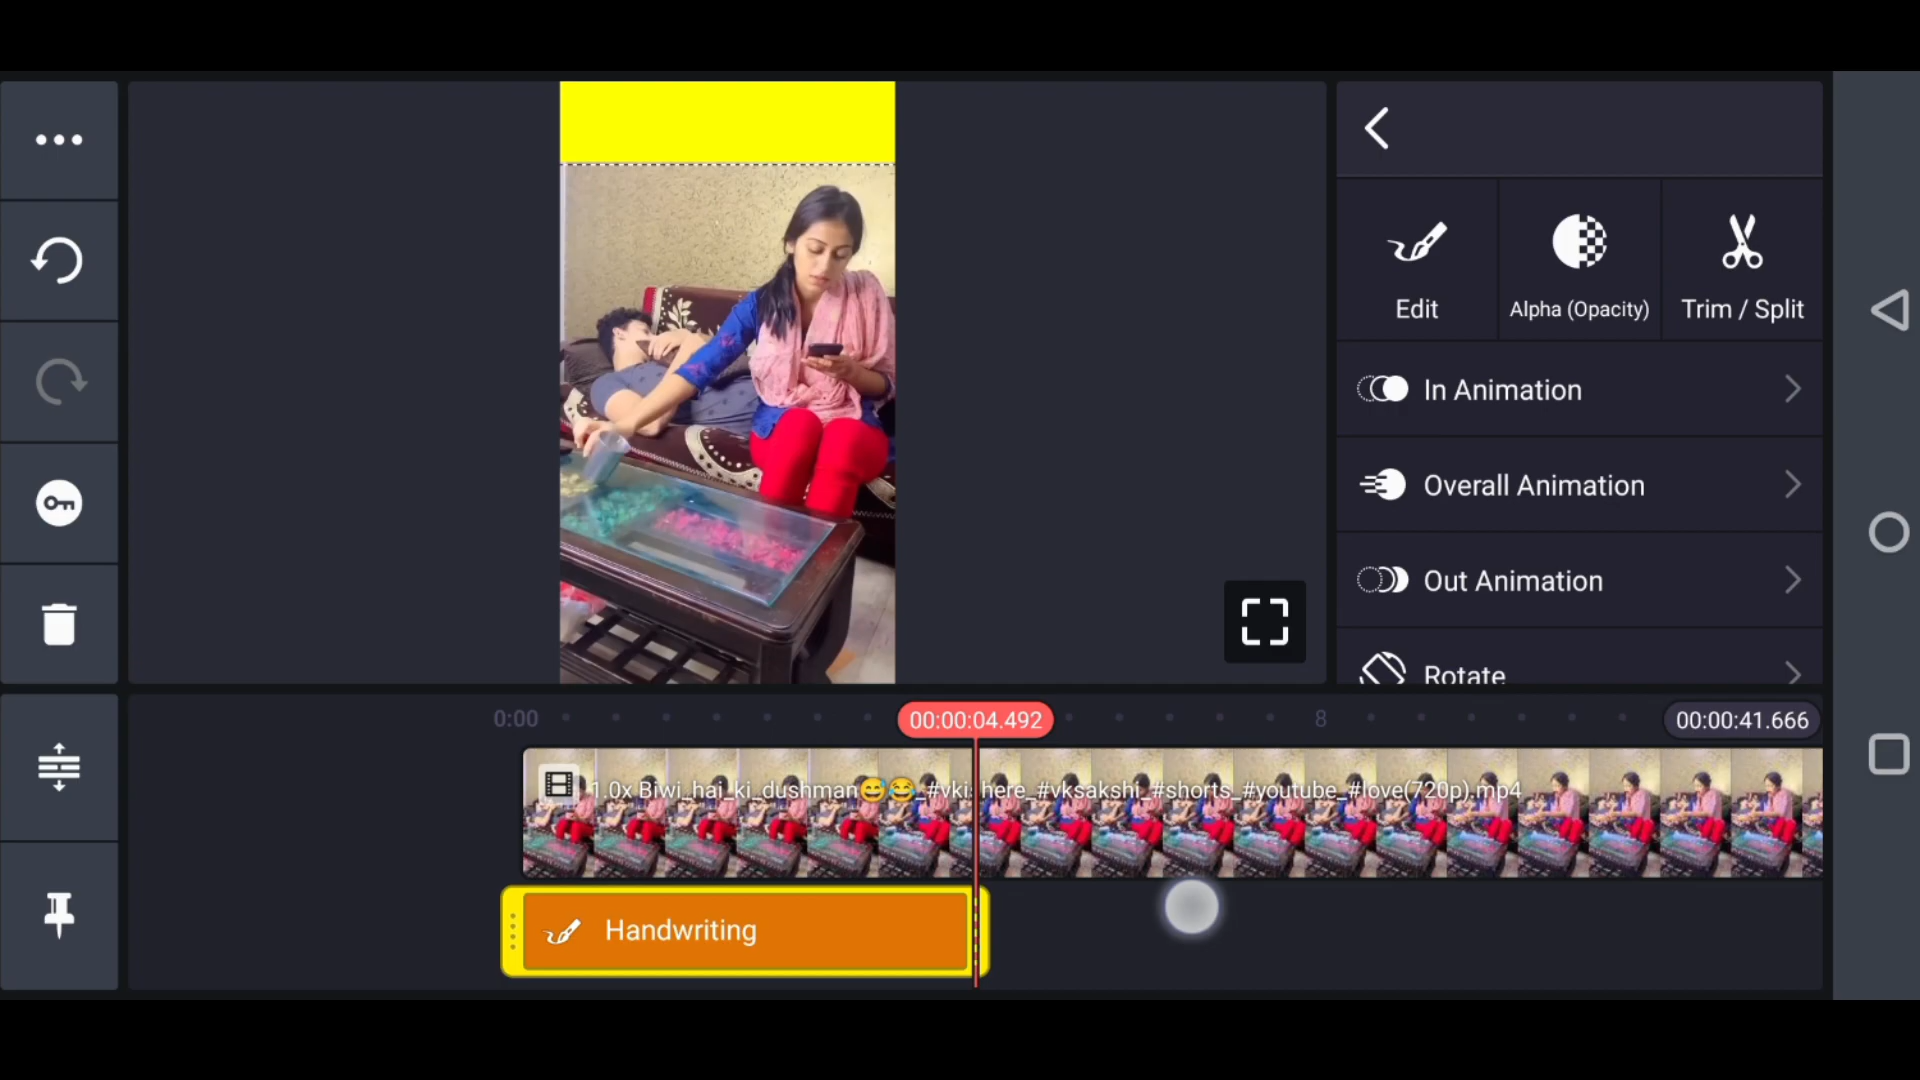 Edit
Alpha (Opacity)
Trim / Split
In Animation
Overall Animation
Out Animation
Rotate
0:00
00:00:04.492
8
00:00:41.666
1.0x Biwi_hai_ki_dushman😅😂_#vkis here_#vksakshi_#shorts_#youtube_#love(720p).mp4
Handwriting